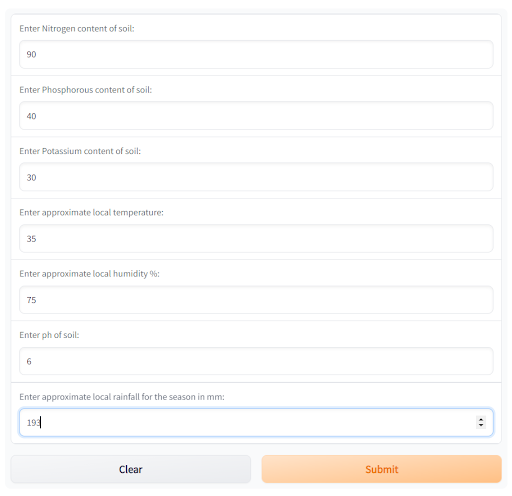 Enter Nitrogen content of soil:
90
Enter Phosphorous content of soil:
40
Enter Potassium content of soil:
30
Enter approximate local temperature:
35
Enter approximate local humidity %:
75
Enter ph of soil:
6
Enter approximate local rainfall for the season in mm:
193
Clear
Submit